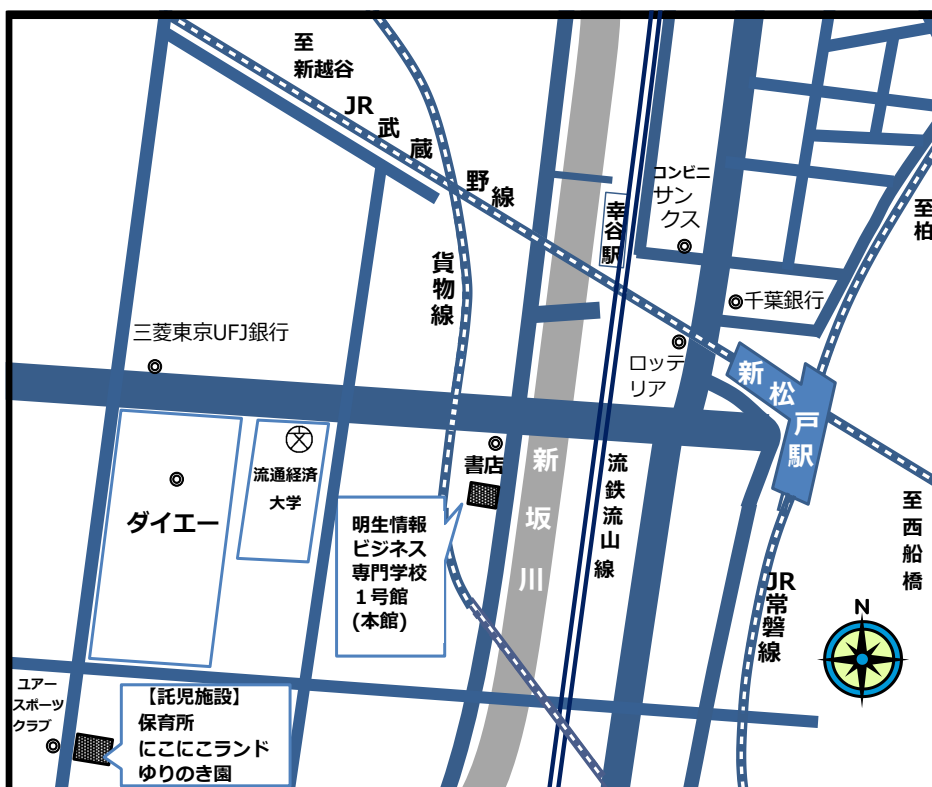 至
新越谷
JR武蔵野線
貨物線
幸谷駅
コンビニ
サン
クス
至柏
千葉銀行
三菱東京UFJ銀行
ロッテ
リア
新松戸駅
書店
新坂川
流鉄流山線
流通経済
大学
ダイエー
明生情報
ビジネス
専門学校
１号館
(本館)
至西船橋
JR常磐線
N
ユアー
スポーツ
クラブ
【託児施設】
保育所
にこにこランド
ゆりのき園